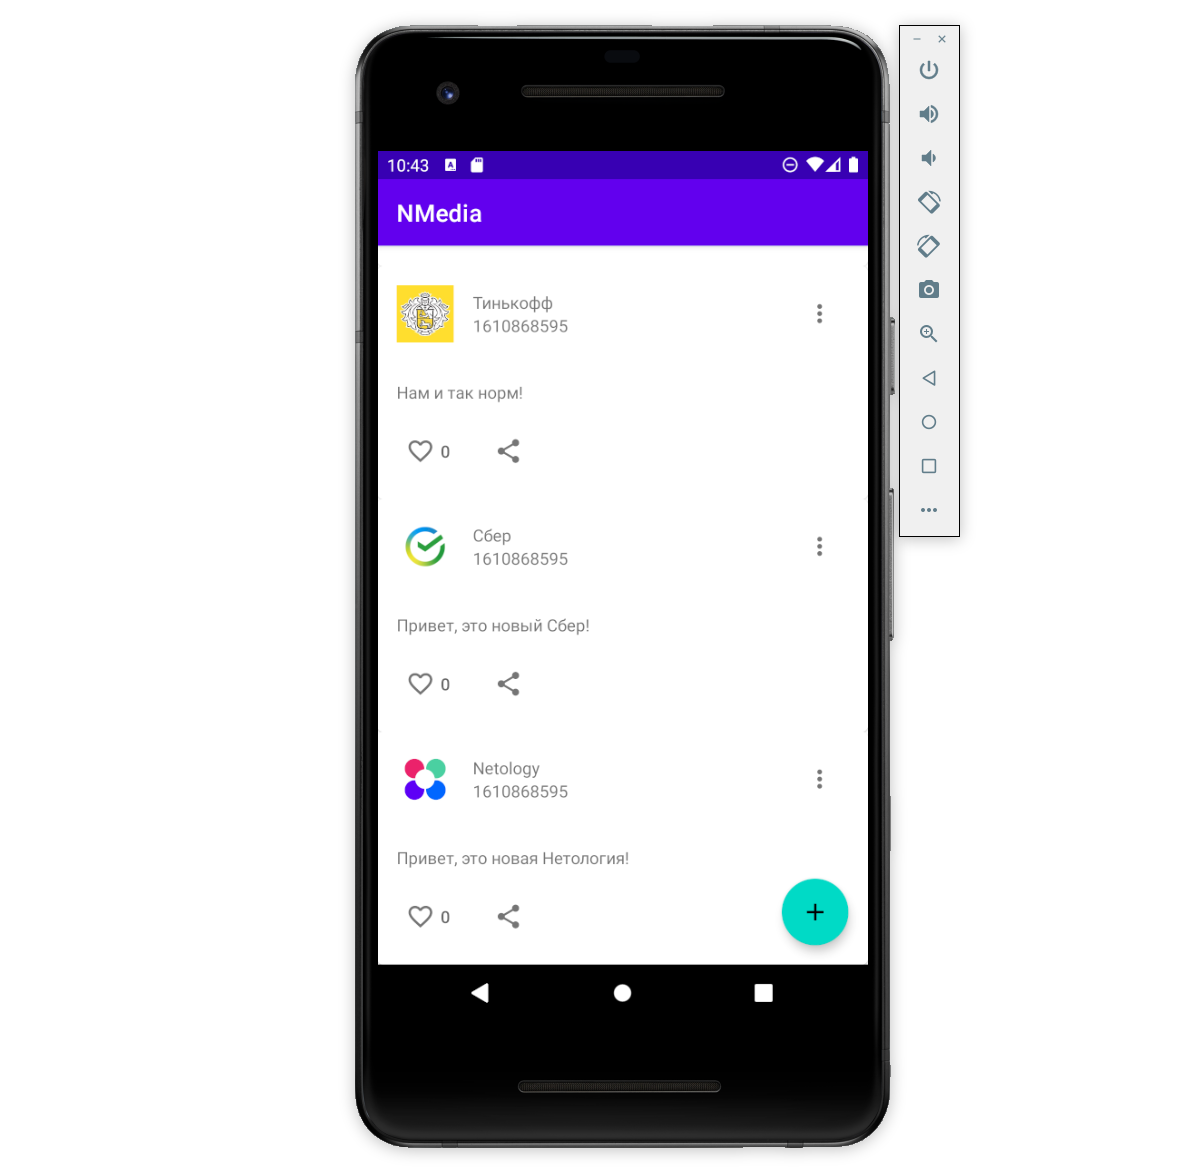 10:43
NMedia
Тинькофф
1610868595
Нам и так норм!
0
Сбер
1610868595
Привет, это новый Сбер!
0
Netology
1610868595
Привет, это новая Нетология!
0